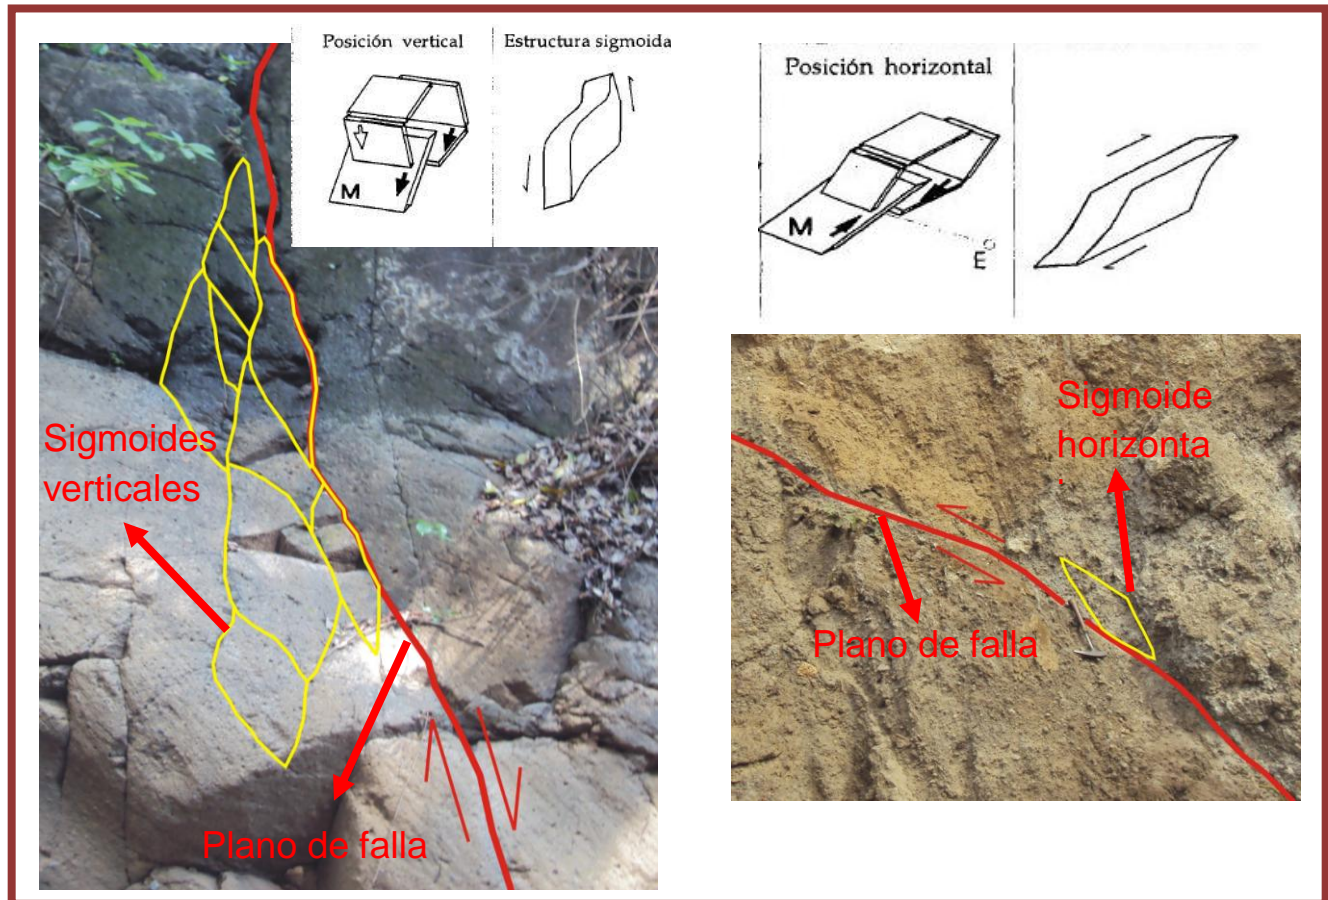 Posición vertical
Estructura sigmoida
M
Sigmoides
verticales
Plano de falla
Posición horizontal
M
E
Sigmoide
horizonta
Plano de falla